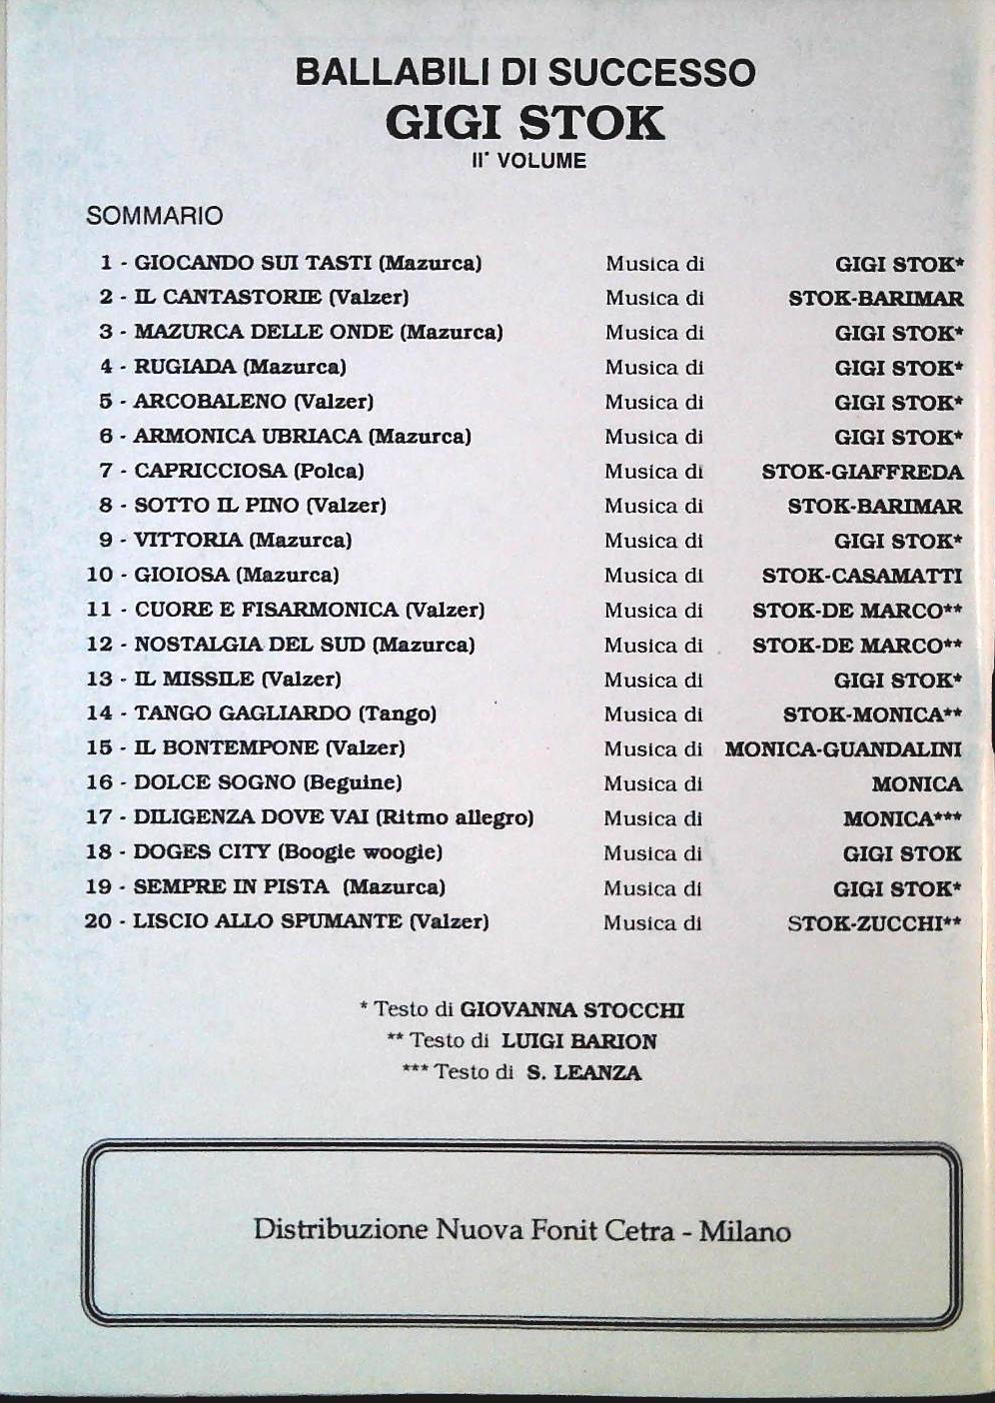 BALLABILI DI SUCCESSO
GIGI STOK
II° VOLUME
SOMMARIO
1 - GIOCANDO SUI TASTI (Mazurca) Musica di GIGI STOK*
2 - IL CANTASTORIE (Valzer) Musica di STOK-BARIMAR
3 - MAZURCA DELLE ONDE (Mazurca) Musica di GIGI STOK*
4 - RUGIADA (Mazurca) Musica di GIGI STOK*
5 - ARCOBALENO (Valzer) Musica di GIGI STOK*
6 - ARMONICA UBRIACA (Mazurca) Musica di GIGI STOK*
7 - CAPRICCIOSA (Polca) Musica di STOK-GIAFFREDA
8 - SOTTO IL PINO (Valzer) Musica di STOK-BARIMAR
9 - VITTORIA (Mazurca) Musica di GIGI STOK*
10 - GIOIOSA (Mazurca) Musica di STOK-CASAMATTI
11 - CUORE E FISARMONICA (Valzer) Musica di STOK-DE MARCO**
12 - NOSTALGIA DEL SUD (Mazurca) Musica di STOK-DE MARCO**
13 - IL MISSILE (Valzer) Musica di GIGI STOK*
14 - TANGO GAGLIARDO (Tango) Musica di STOK-MONICA**
15 - IL BONTEMPONE (Valzer) Musica di MONICA-GUANDALINI
16 - DOLCE SOGNO (Beguine) Musica di MONICA
17 - DILIGENZA DOVE VAI (Ritmo allegro) Musica di MONICA***
18 - DOGES CITY (Boogie woogie) Musica di GIGI STOK
19 - SEMPRE IN PISTA (Mazurca) Musica di GIGI STOK*
20 - LISCIO ALLO SPUMANTE (Valzer) Musica di STOK-ZUCCHI**
* Testo di GIOVANNA STOCCHI
** Testo di LUIGI BARION
*** Testo di S. LEANZA
Distribuzione Nuova Fonit Cetra - Milano